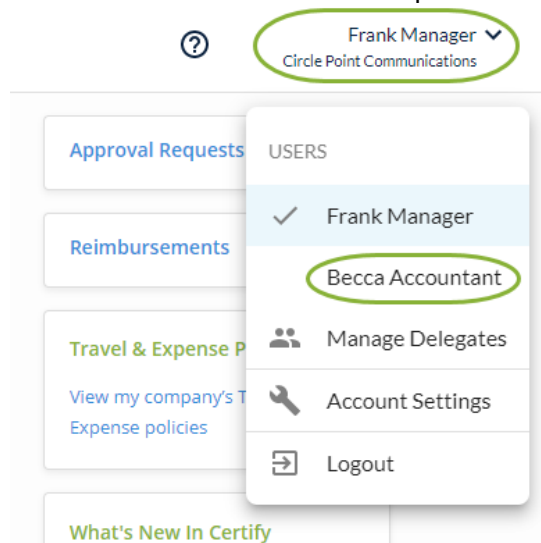 Frank Manager
Circle Point Communications
Approval Requests
Reimbursements
Travel & Expense P
View my company's T
Expense policies
What's New In Certify
USERS
Frank Manager
Becca Accountant
Manage Delegates
Account Settings
Logout